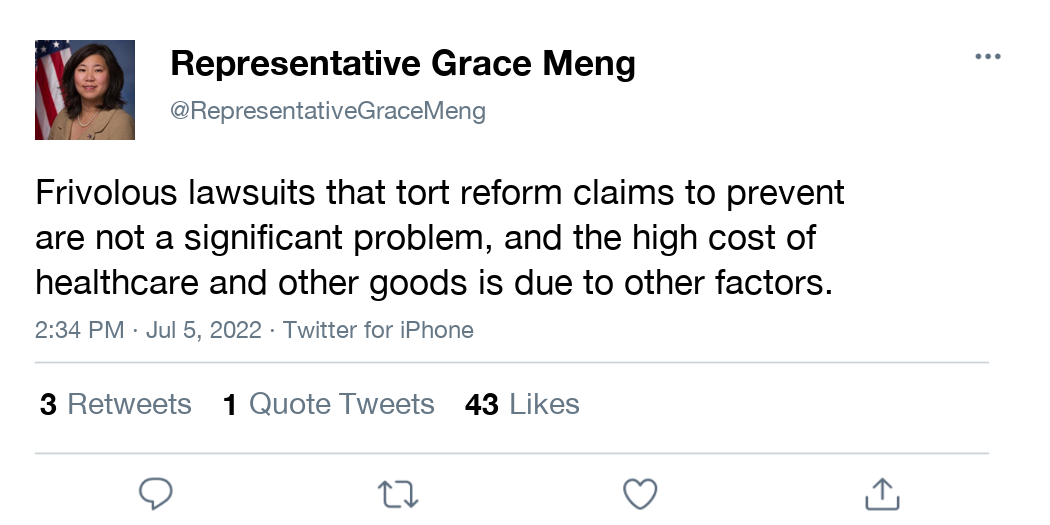 Representative Grace Meng
@RepresentativeGraceMeng
Frivolous lawsuits that tort reform claims to prevent
are not a significant problem, and the high cost of
healthcare and other goods is due to other factors.
2:34 PM · Jul 5, 2022 · Twitter for iPhone
3 Retweets 1 Quote Tweets 43 Likes